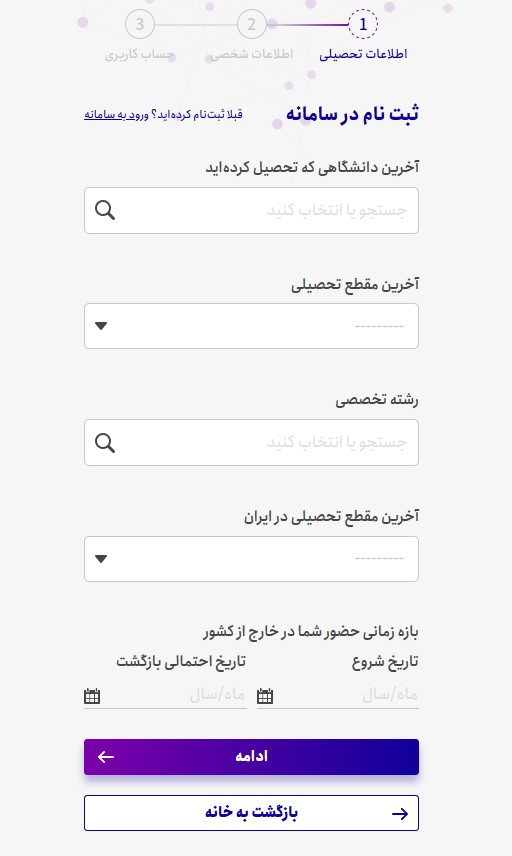 1
2
3
اطلاعات تحصیلی
اطلاعات شخصی
حساب کاربری
ثبت نام در سامانه
قبلا ثبت‌نام کرده‌اید؟ ورود به سامانه
آخرین دانشگاهی که تحصیل کرده‌اید
جستجو یا انتخاب کنید
آخرین مقطع تحصیلی
---------
رشته تخصصی
جستجو یا انتخاب کنید
آخرین مقطع تحصیلی در ایران
---------
بازه زمانی حضور شما در خارج از کشور
تاریخ شروع
تاریخ احتمالی بازگشت
ماه/سال
ماه/سال
ادامه
بازگشت به خانه